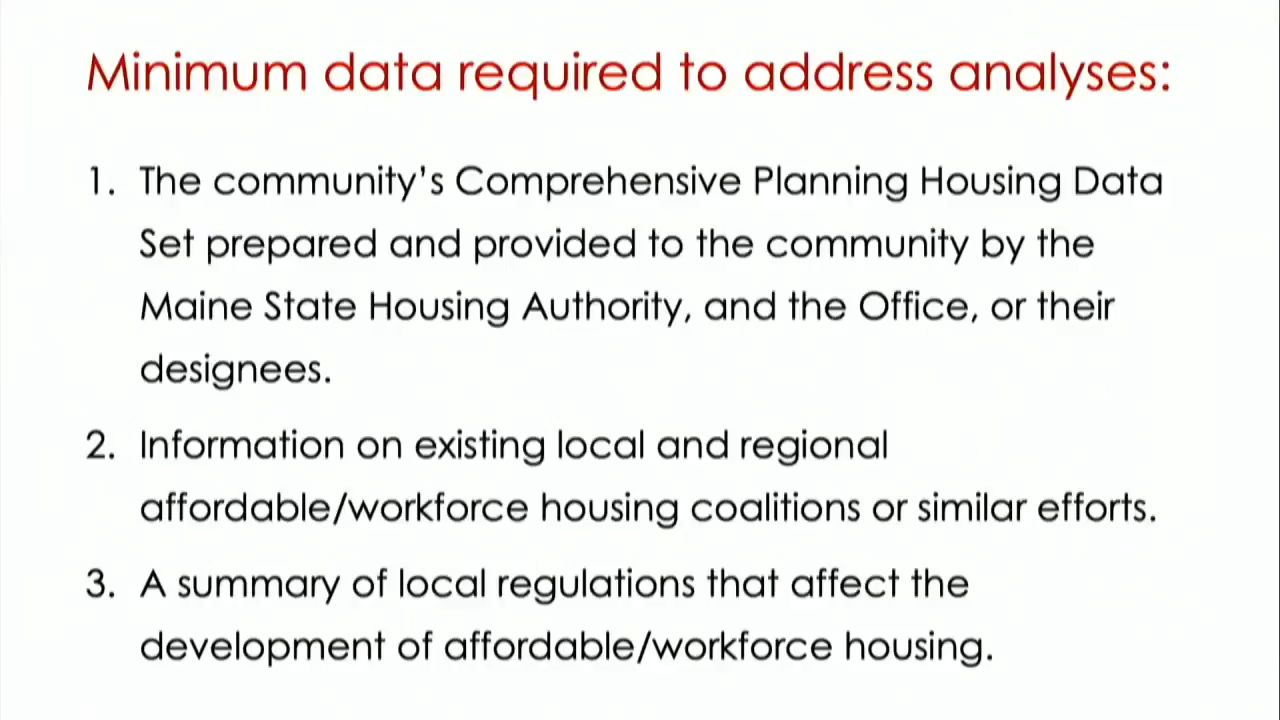 Minimum data required to address analyses:
1. The community's Comprehensive Planning Housing Data
Set prepared and provided to the community by the
Maine State Housing Authority, and the Office, or their
designees.
2. Information on existing local and regional
affordable/workforce housing coalitions or similar efforts.
3. A summary of local regulations that affect the
development of affordable/workforce housing.